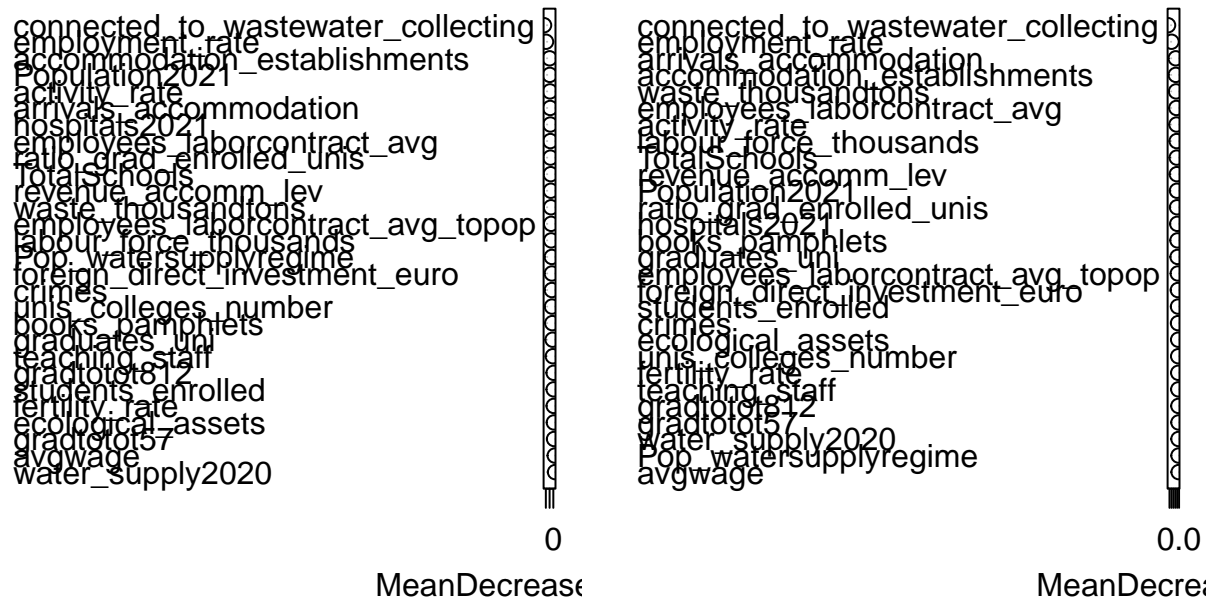 connected_to_wastewater_collecting
employment_rate
accommodation_establishments
Population2021
activity_rate
arrivals_accommodation
hospitals2021
employees_laborcontract_avg
ratio_grad_enrolled_unis
TotalSchools
revenue_accomm_lev
waste_thousandtons
employees_laborcontract_avg_topop
labour_force_thousands
Pop_watersupplyregime
foreign_direct_investment_euro
crimes
unis_colleges_number
books_pamphlets
graduates_uni
teaching_staff
gradtotot812
students_enrolled
fertility_rate
ecological_assets
gradtotot57
avgwage
water_supply2020
0
MeanDecrease
connected_to_wastewater_collecting
employment_rate
arrivals_accommodation
accommodation_establishments
waste_thousandtons
employees_laborcontract_avg
activity_rate
labour_force_thousands
TotalSchools
revenue_accomm_lev
Population2021
ratio_grad_enrolled_unis
hospitals2021
books_pamphlets
graduates_uni
employees_laborcontract_avg_topop
foreign_direct_investment_euro
students_enrolled
crimes
ecological_assets
unis_colleges_number
fertility_rate
teaching_staff
gradtotot812
gradtotot57
water_supply2020
Pop_watersupplyregime
avgwage
0.0
MeanDecrea